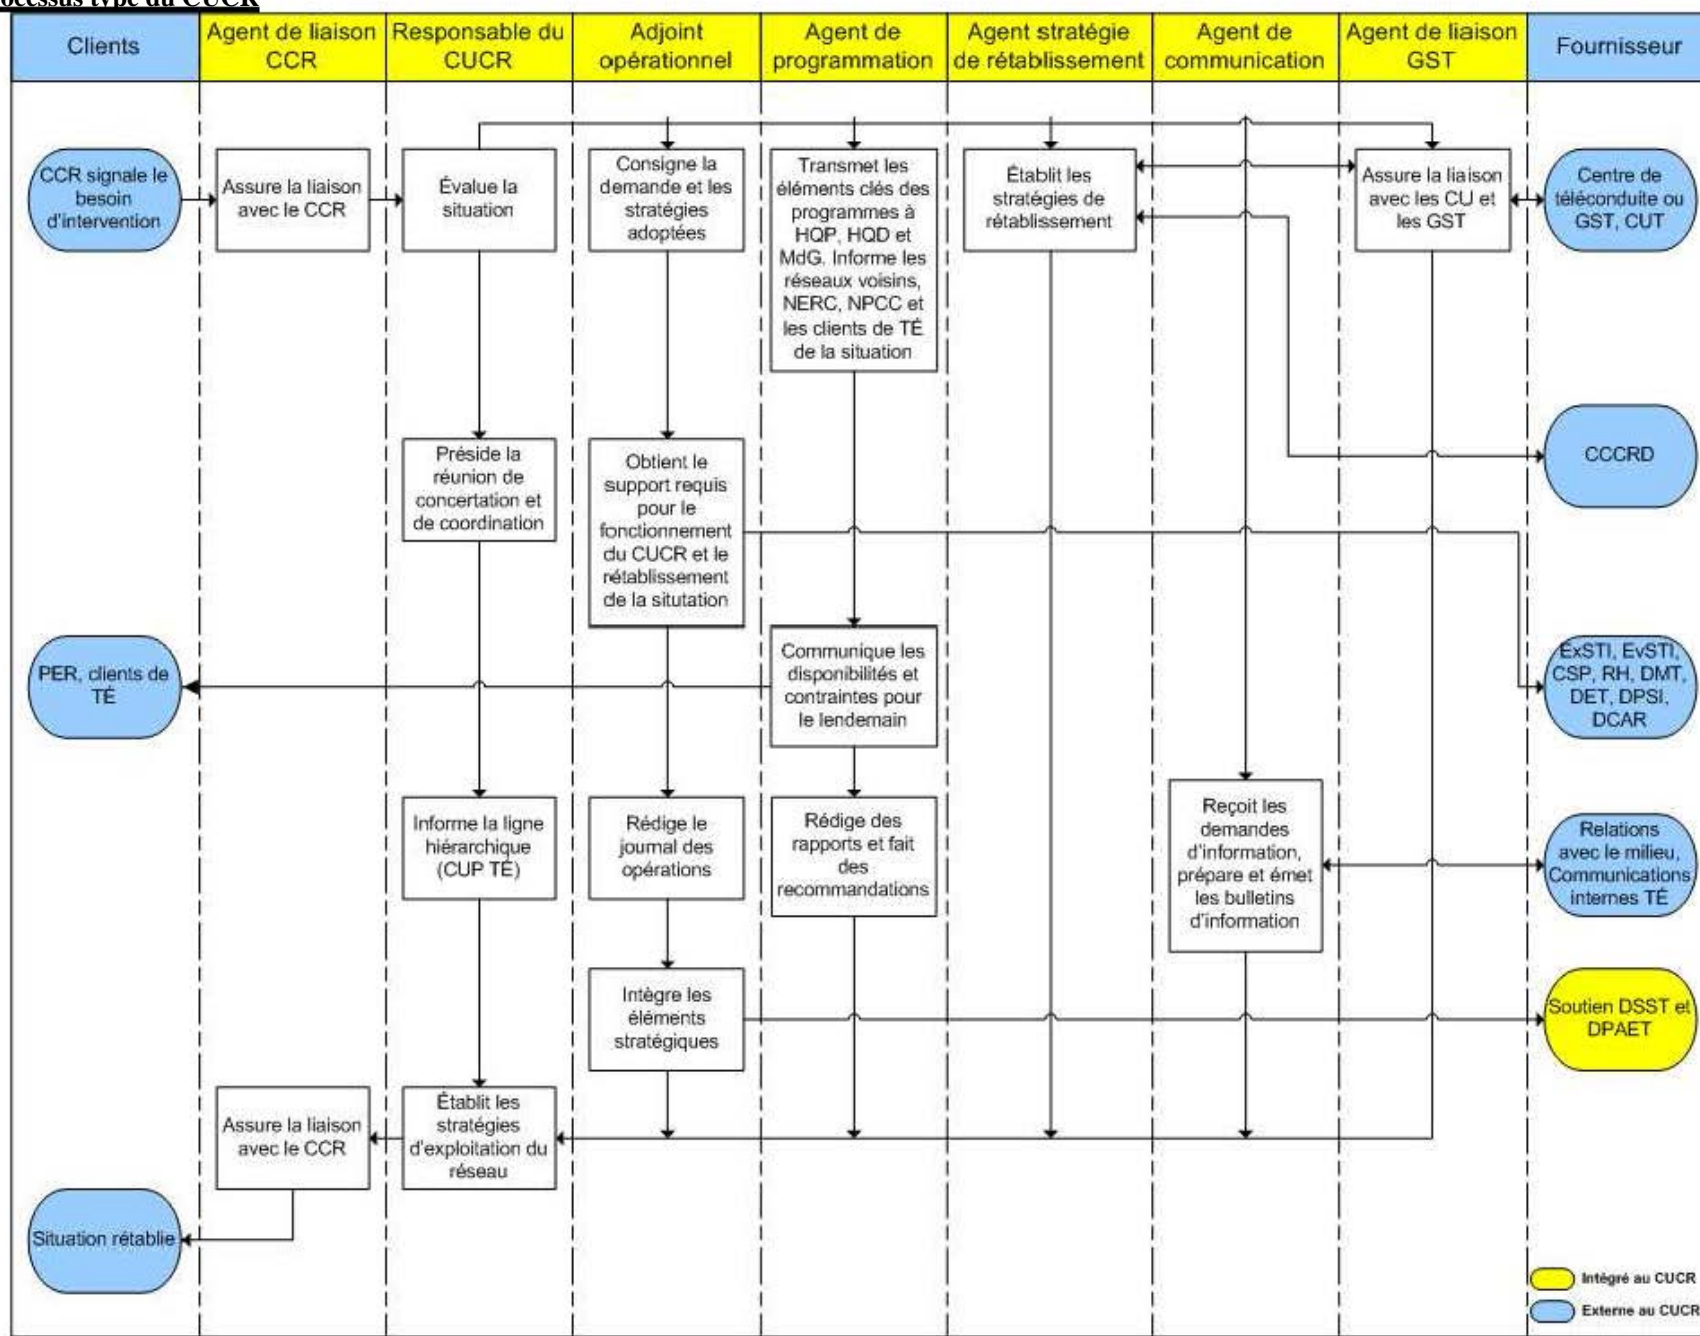 ocessus type du CUCR
Clients
Agent de liaison
CCR
Responsable du
CUCR
Adjoint
opérationnel
Agent de
programmation
Agent stratégie
de rétablissement
Agent de
communication
Agent de liaison
GST
Fournisseur
CCR signale le
besoin
d'intervention
Assure la liaison
avec le CCR
Évalue la
situation
Consigne la
demande et les
stratégies
adoptées
Transmet les
éléments clés des
programmes à
HQP, HQD et
MdG. Informe les
réseaux voisins,
NERC, NPCC et
les clients de TÉ
de la situation
Établit les
stratégies de
rétablissement
Assure la liaison
avec les CU et
les GST
Centre de
téléconduite ou
GST, CUT
Préside la
réunion de
concertation et
de coordination
Obtient le
support requis
pour le
fonctionnement
du CUCR et le
rétablissement
de la situtation
CCCRD
PER, clients de
TÉ
Communique les
disponibilités et
contraintes pour
le lendemain
ExSTI, EvSTI,
CSP, RH, DMT,
DET, DPSI,
DCAR
Informe la ligne
hiérarchique
(CUP TÉ)
Rédige le
journal des
opérations
Rédige des
rapports et fait
des
recommandations
Reçoit les
demandes
d'information,
prépare et émet
les bulletins
d'information
Relations
avec le milieu,
Communications
internes TÉ
Intègre les
éléments
stratégiques
Soutien DSST et
DPAET
Assure la liaison
avec le CCR
Établit les
stratégies
d'exploitation du
réseau
Situation rétablie
Intégré au CUCR
Externe au CUCR